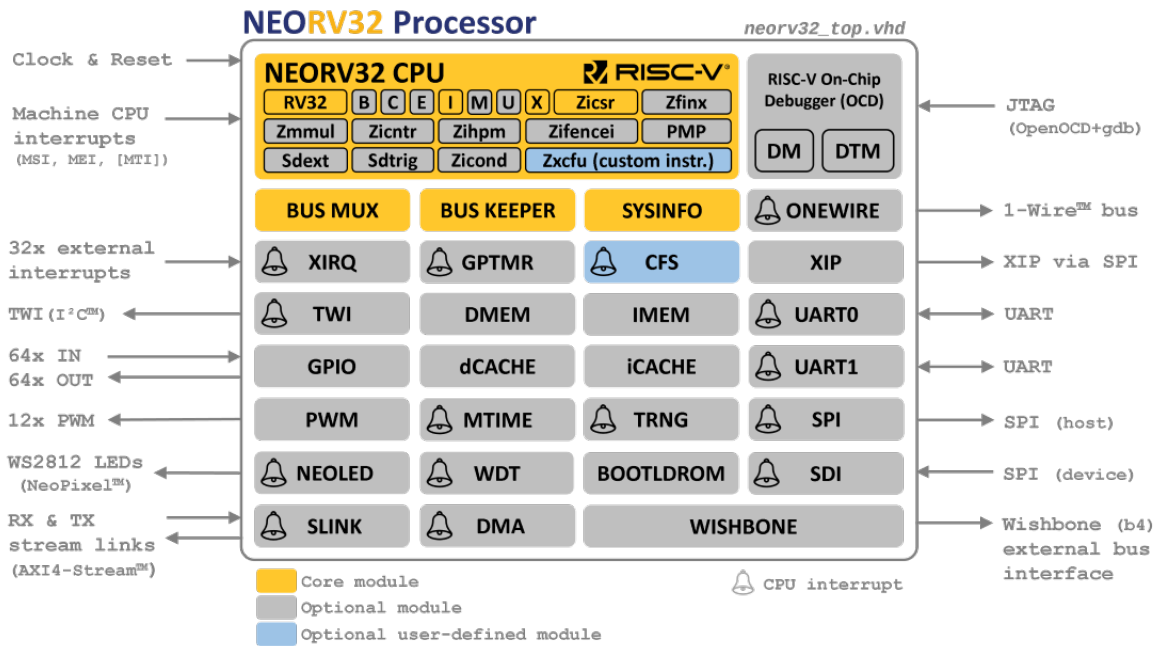 NEORV32 Processor
neorv32_top.vhd
Clock & Reset
Machine CPU
interrupts
(MSI, MEI, [MTI])
32x external
interrupts
TWI(I²C™)
64x IN
64x OUT
12x PWM
WS2812 LEDs
(NeoPixel™)
RX & TX
stream links
(AXI4-Stream™)
NEORV32 CPU
RISC-V®
RV32 B C E I M U X Zicsr Zfinx
Zmmul Zicntr Zihpm Zifencei PMP
Sdext Sdtrig Zicond Zxcfu (custom instr.)
RISC-V On-Chip
Debugger (OCD)
DM DTM
BUS MUX BUS KEEPER SYSINFO ONEWIRE
XIRQ GPTMR CFS XIP
TWI DMEM IMEM UART0
GPIO dCACHE iCACHE UART1
PWM MTIME TRNG SPI
NEOLED WDT BOOTLDROM SDI
SLINK DMA WISHBONE
JTAG
(OpenOCD+gdb)
1-Wire™ bus
XIP via SPI
UART
UART
SPI (host)
SPI (device)
Wishbone (b4)
external bus
interface
Core module
Optional module
Optional user-defined module
CPU interrupt